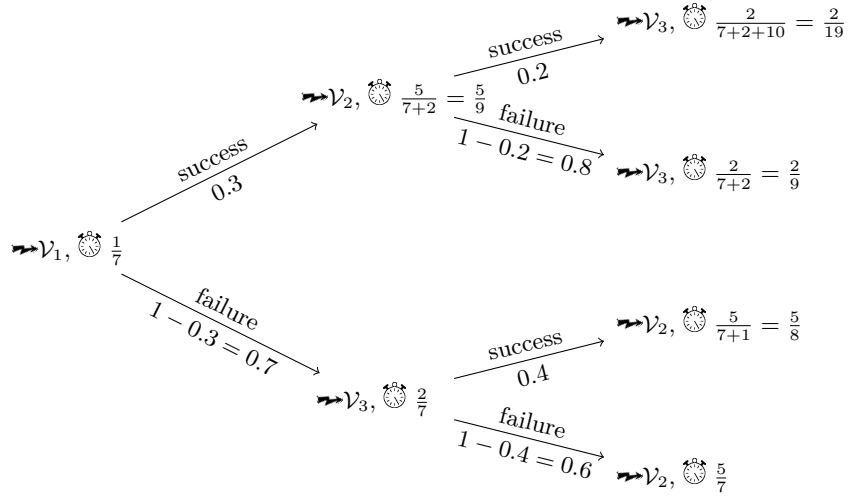 𝒱₁, 1/7
success
0.3
failure
1 − 0.3 = 0.7
𝒱₂, 5/(7+2) = 5/9
success
0.2
failure
1 − 0.2 = 0.8
𝒱₃, 2/7
success
0.4
failure
1 − 0.4 = 0.6
𝒱₃, 2/(7+2+10) = 2/19
𝒱₃, 2/(7+2) = 2/9
𝒱₂, 5/(7+1) = 5/8
𝒱₂, 5/7